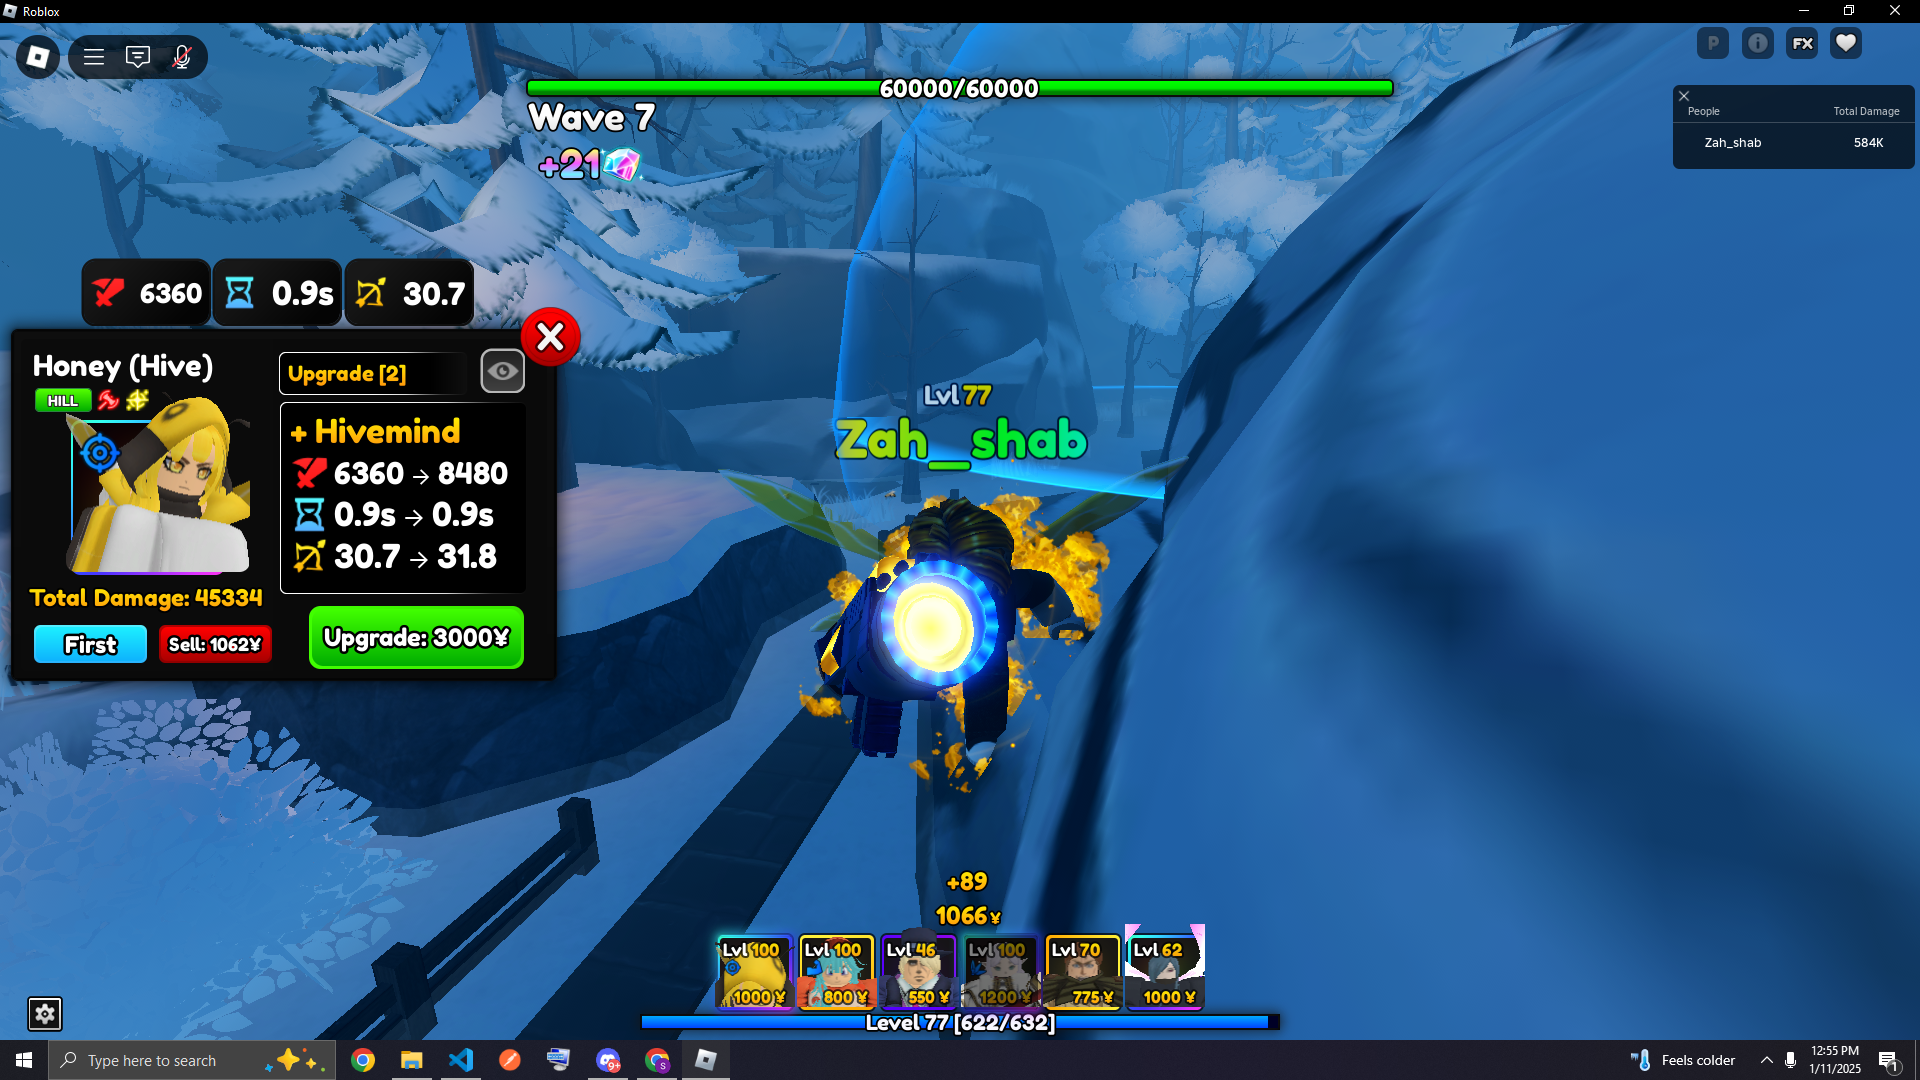 Roblox
P
FX
60000/60000
Wave 7
+21
People Total Damage
Zah_shab 584K
6360
0.9s
30.7
Honey (Hive)
HILL
Upgrade [2]
+ Hivemind
6360 → 8480
0.9s → 0.9s
30.7 → 31.8
Total Damage: 45334
First
Sell: 1062¥
Upgrade: 3000¥
Lvl 77
Zah_shab
+89
1066¥
Lvl 100
1000 ¥
Lvl 100
800 ¥
Lvl 46
550 ¥
Lvl 100
1200 ¥
Lvl 70
775 ¥
Lvl 62
1000 ¥
Level 77 [622/632]
Type here to search
9+
S
Feels colder
12:55 PM
1/11/2025
1